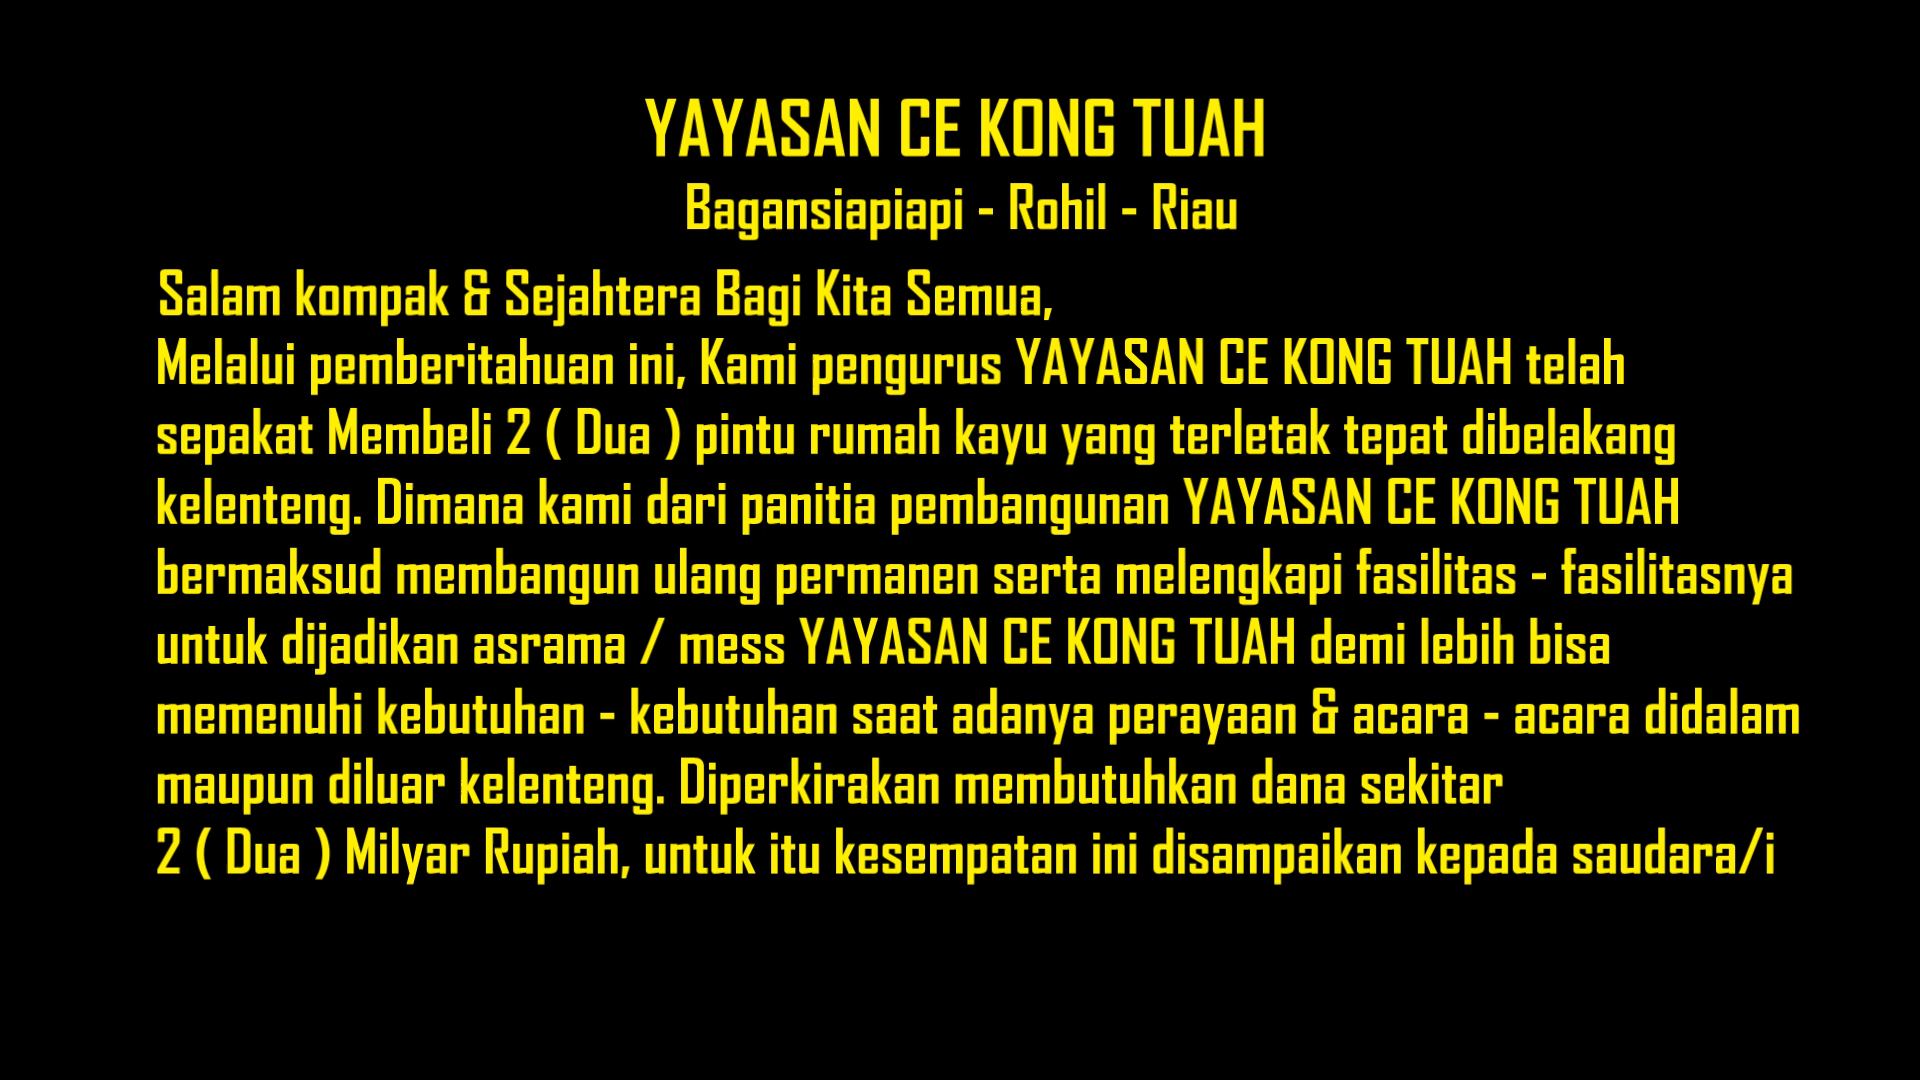 YAYASAN CE KONG TUAH
Bagansiapiapi - Rohil - Riau
Salam kompak & Sejahtera Bagi Kita Semua,
Melalui pemberitahuan ini, Kami pengurus YAYASAN CE KONG TUAH telah
sepakat Membeli 2 ( Dua ) pintu rumah kayu yang terletak tepat dibelakang
kelenteng. Dimana kami dari panitia pembangunan YAYASAN CE KONG TUAH
bermaksud membangun ulang permanen serta melengkapi fasilitas - fasilitasnya
untuk dijadikan asrama / mess YAYASAN CE KONG TUAH demi lebih bisa
memenuhi kebutuhan - kebutuhan saat adanya perayaan & acara - acara didalam
maupun diluar kelenteng. Diperkirakan membutuhkan dana sekitar
2 ( Dua ) Milyar Rupiah, untuk itu kesempatan ini disampaikan kepada saudara/i